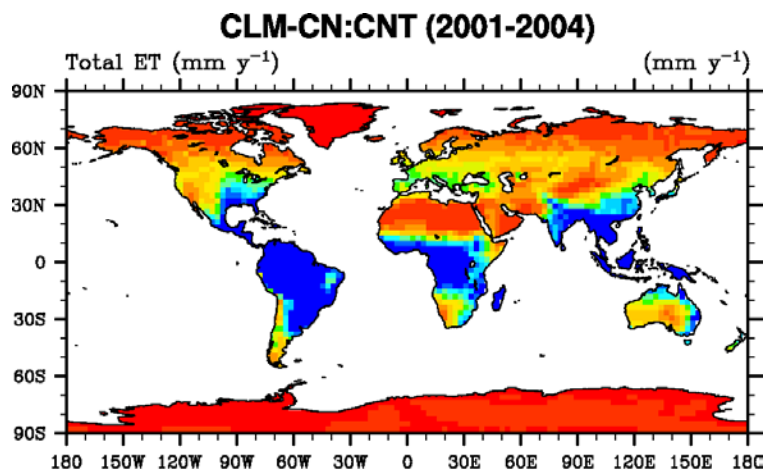 CLM-CN:CNT (2001-2004)
Total ET (mm y⁻¹) (mm y⁻¹)
90N
60N
30N
0
30S
60S
90S
180 150W 120W 90W 60W 30W 0 30E 60E 90E 120E 150E 180